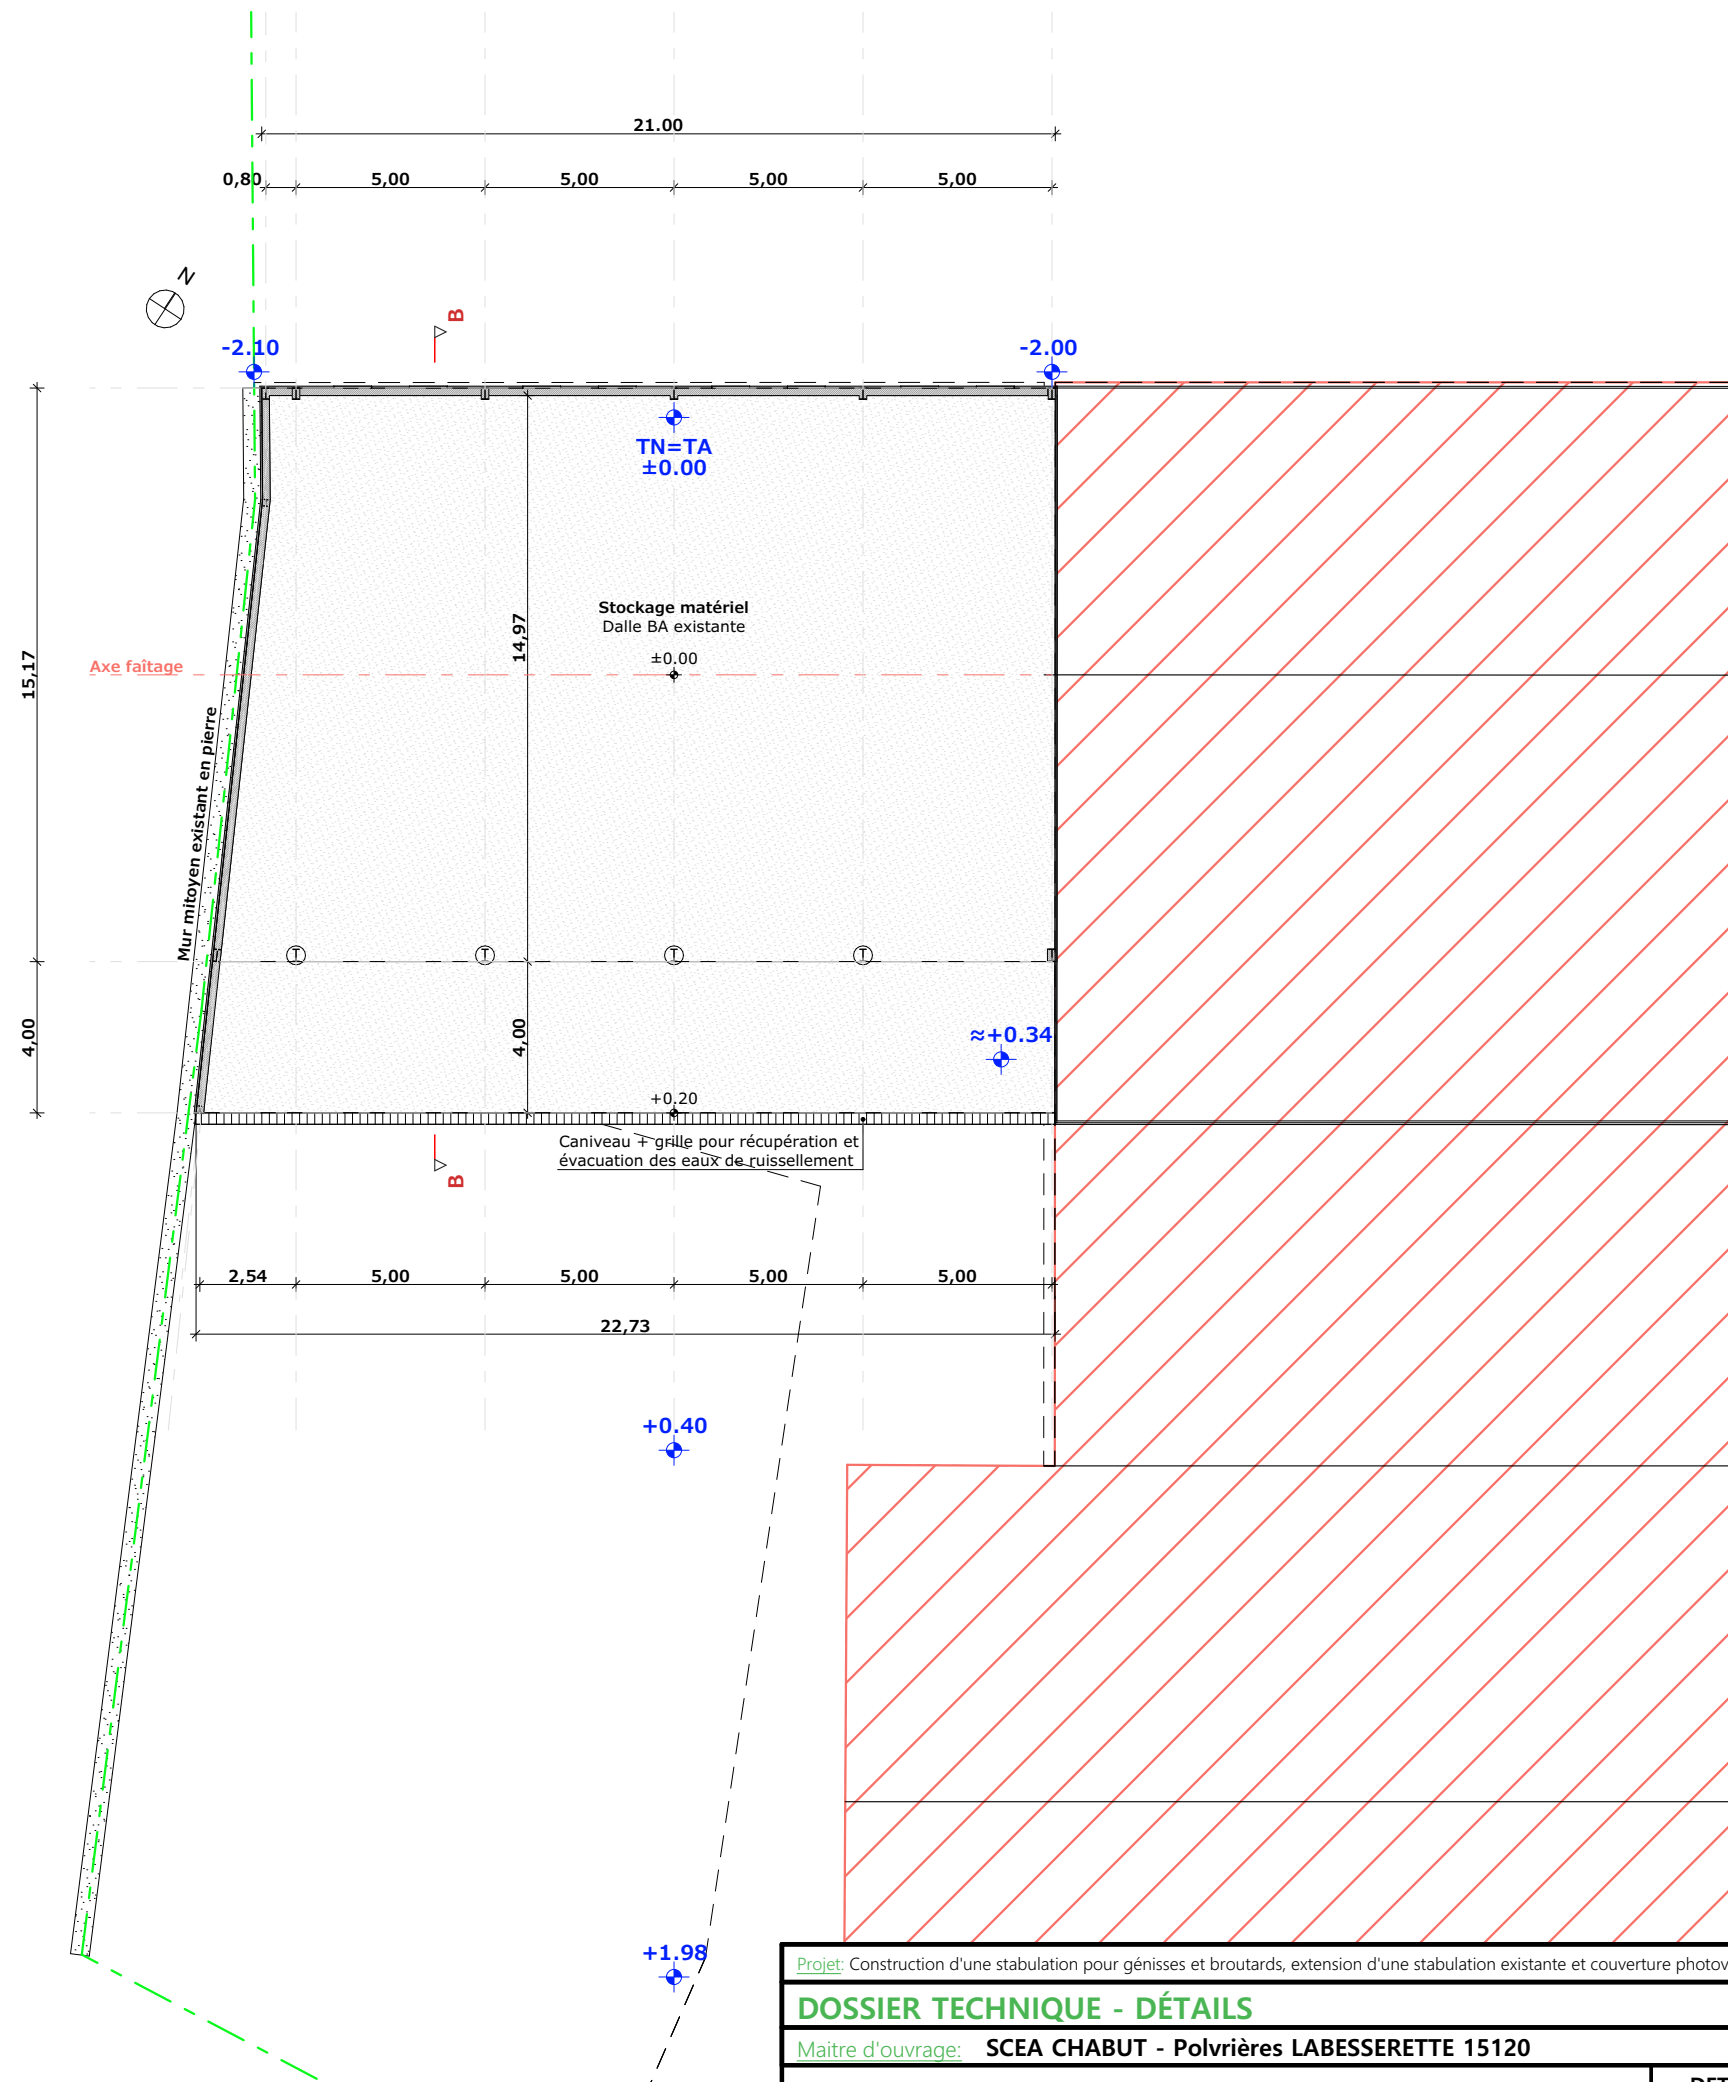 21.00
0,80 5,00 5,00 5,00 5,00
N
B
-2.10 -2.00
TN=TA
±0.00
Stockage matériel
Dalle BA existante
±0.00
14,97
15,17
Axe faîtage
Mur mitoyen existant en pierre
T T T T
4,00
4,00
≈+0.34
+0.20
Caniveau + grille pour récupération et
évacuation des eaux de ruissellement
B
2,54 5,00 5,00 5,00 5,00
22,73
+0.40
+1.98
Projet: Construction d'une stabulation pour génisses et broutards, extension d'une stabulation existante et couverture photov
DOSSIER TECHNIQUE - DÉTAILS
Maitre d'ouvrage: SCEA CHABUT - Polvrières LABESSERETTE 15120